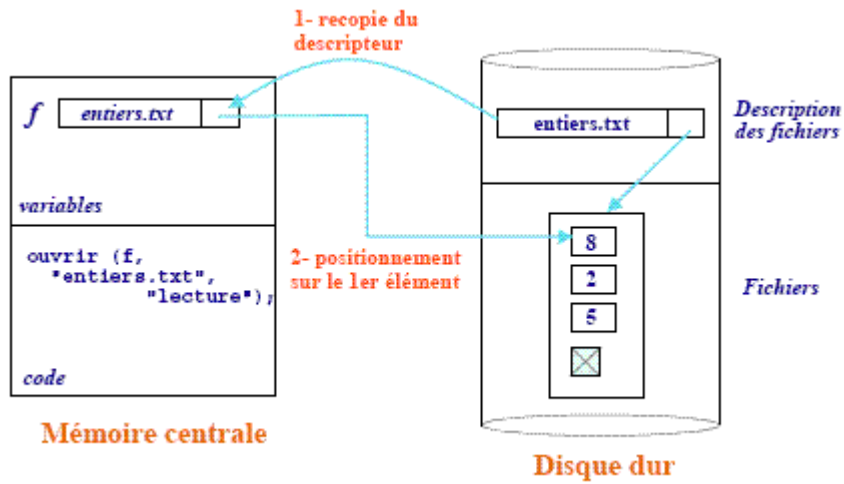 1- recopie du
descripteur
f
entiers.txt
variables
ouvrir (f,
"entiers.txt",
"lecture");
code
Mémoire centrale
2- positionnement
sur le 1er élément
entiers.txt
Description
des fichiers
8
2
5
Fichiers
Disque dur